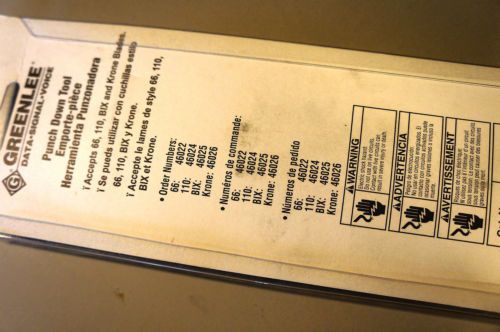 GREENLEE
DATA•SIGNAL•VOICE
Punch Down Tool
Emporte-pièce
Herramienta Punzonadora
Ï Accepts 66, 110, BIX and Krone Blades.
Ï Se puede utilizar con cuchillas estilo
66, 110, BIX y Krone.
Ï Accepte le lames de style 66, 110,
BIX et Krone.
• Order Numbers:
66: 46022
110: 46024
BIX: 46025
Krone: 46026
• Numéros de commande:
66: 46022
110: 46024
BIX: 46025
Krone: 46026
• Números de pedido
66: 46022
110: 46024
BIX: 46025
Krone: 46026
WARNING
ADVERTENCIA
AVERTISSEMENT